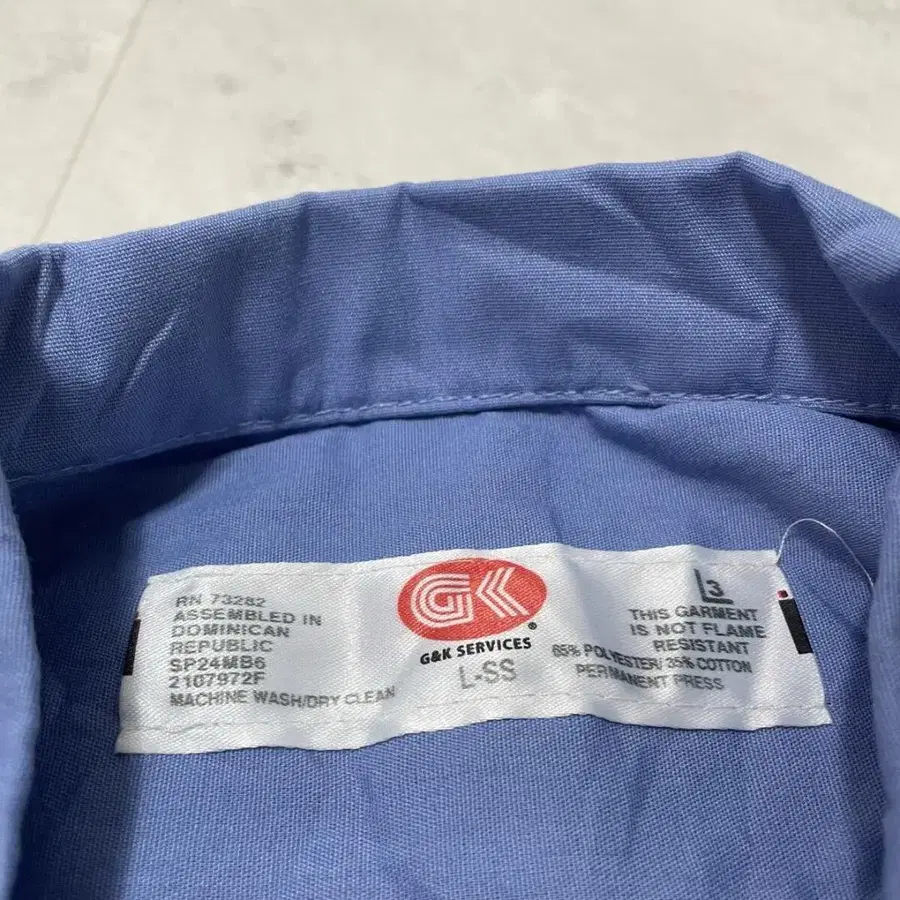 RN 73282
ASSEMBLED IN
DOMINICAN
REPUBLIC
SP24MB6
2107972F
MACHINE WASH/DRY CLEAN
GK
®
G&K SERVICES
L-SS
L3
THIS GARMENT
IS NOT FLAME
RESISTANT
65% POLYESTER/ 35% COTTON
PERMANENT PRESS